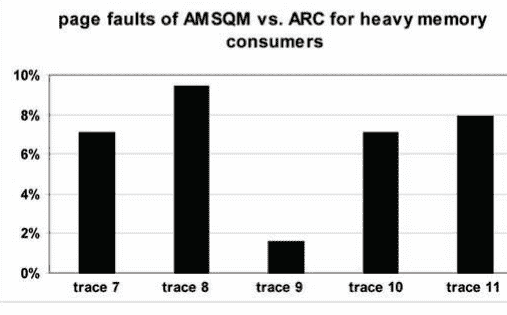 page faults of AMSQM vs. ARC for heavy memory
consumers
10%
8%
6%
4%
2%
0%
trace 7 trace 8 trace 9 trace 10 trace 11